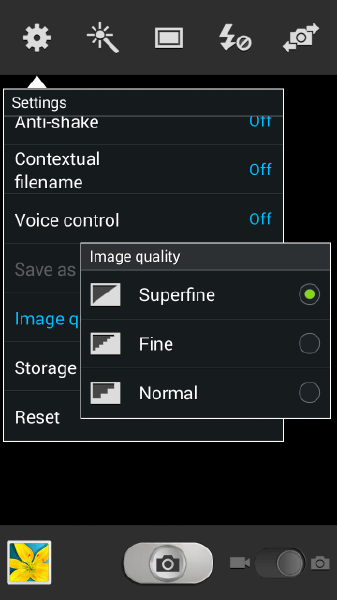 Settings
Anti-shake Off
Contextual
filename Off
Voice control Off
Save as
Image q
Image quality
Superfine
Fine
Normal
Storage
Reset